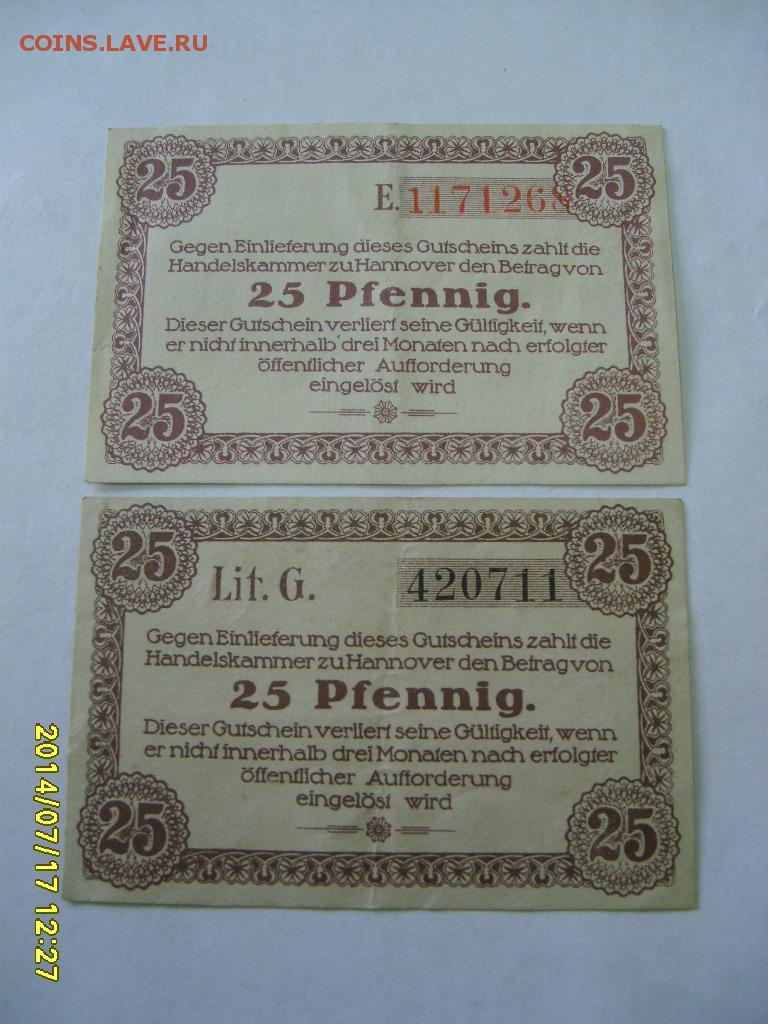 COINS.LAVE.RU
25
25
E. 1171268
Gegen Einlieferung dieses Gutscheins zahlt die
Handelskammer zu Hannover den Betrag von
25 Pfennig.
Dieser Gutschein verliert seine Gültigkeit, wenn
er nicht innerhalb drei Monaten nach erfolgter
öffentlicher Aufforderung
eingelöst wird
25
25
25
25
Lit. G. 420711
Gegen Einlieferung dieses Gutscheins zahlt die
Handelskammer zu Hannover den Betrag von
25 Pfennig.
Dieser Gutschein verliert seine Gültigkeit, wenn
er nicht innerhalb drei Monaten nach erfolgter
öffentlicher Aufforderung
eingelöst wird
25
25
2014/07/17 12:27